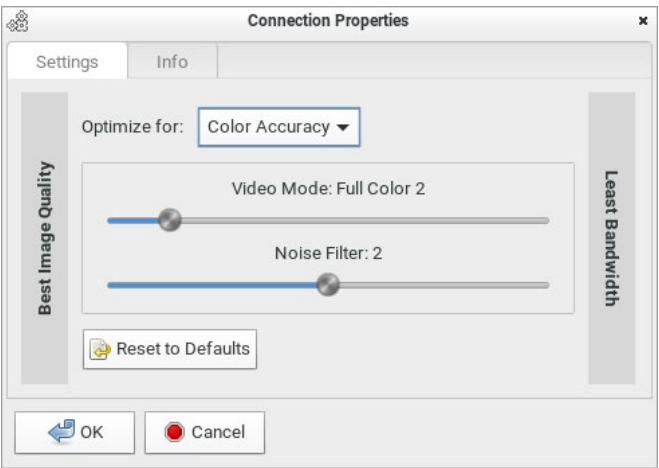 Connection Properties
Settings
Info
Best Image Quality
Optimize for:
Color Accuracy
Video Mode: Full Color 2
Noise Filter: 2
Reset to Defaults
Least Bandwidth
OK
Cancel